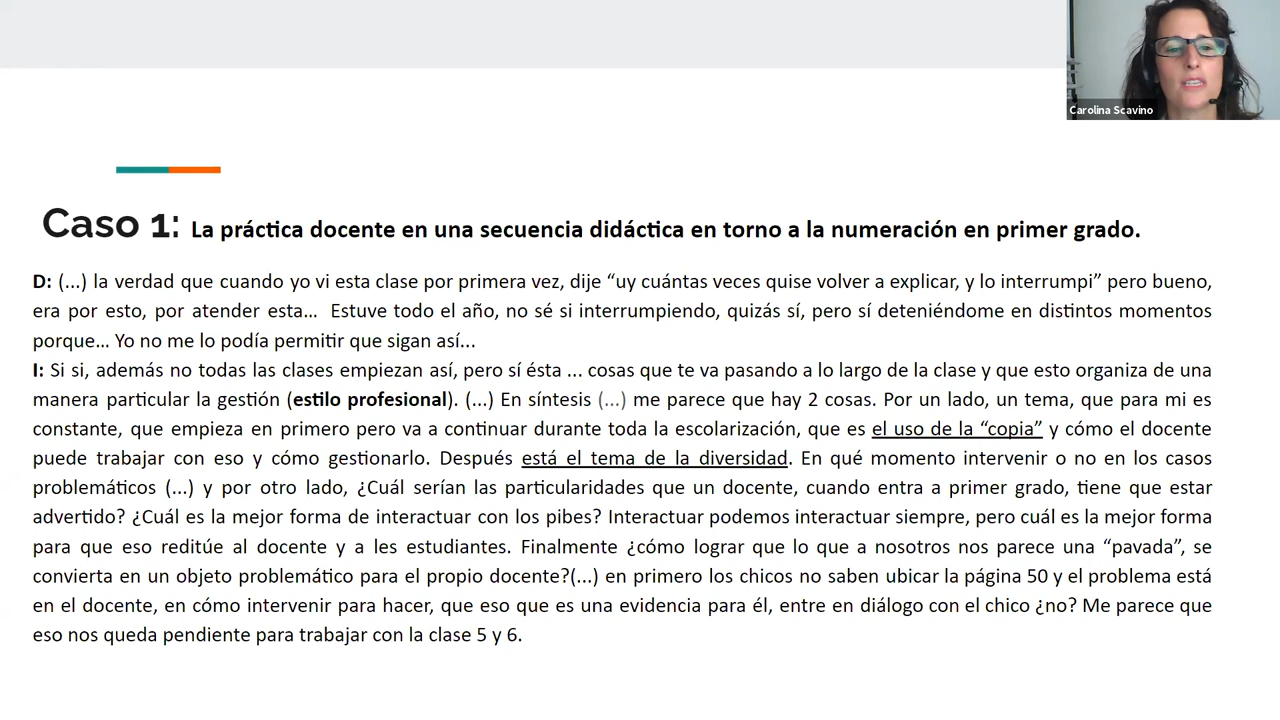 Carolina Scavino
Caso 1: La práctica docente en una secuencia didáctica en torno a la numeración en primer grado.
D: (...) la verdad que cuando yo vi esta clase por primera vez, dije “uy cuántas veces quise volver a explicar, y lo interrumpi” pero bueno,
era por esto, por atender esta... Estuve todo el año, no sé si interrumpiendo, quizás sí, pero sí deteniéndome en distintos momentos
porque... Yo no me lo podía permitir que sigan así...
I: Si si, además no todas las clases empiezan así, pero sí ésta ... cosas que te va pasando a lo largo de la clase y que esto organiza de una
manera particular la gestión (estilo profesional). (...) En síntesis (...) me parece que hay 2 cosas. Por un lado, un tema, que para mi es
constante, que empieza en primero pero va a continuar durante toda la escolarización, que es el uso de la “copia” y cómo el docente
puede trabajar con eso y cómo gestionarlo. Después está el tema de la diversidad. En qué momento intervenir o no en los casos
problemáticos (...) y por otro lado, ¿Cuál serían las particularidades que un docente, cuando entra a primer grado, tiene que estar
advertido? ¿Cuál es la mejor forma de interactuar con los pibes? Interactuar podemos interactuar siempre, pero cuál es la mejor forma
para que eso reditúe al docente y a les estudiantes. Finalmente ¿cómo lograr que lo que a nosotros nos parece una “pavada”, se
convierta en un objeto problemático para el propio docente?(...) en primero los chicos no saben ubicar la página 50 y el problema está
en el docente, en cómo intervenir para hacer, que eso que es una evidencia para él, entre en diálogo con el chico ¿no? Me parece que
eso nos queda pendiente para trabajar con la clase 5 y 6.